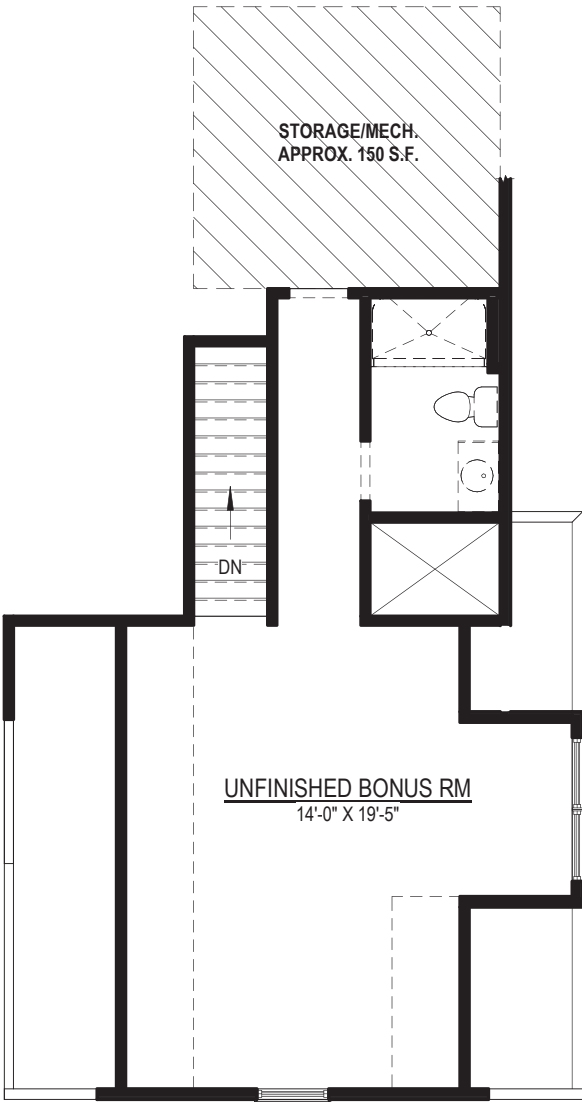 STORAGE/MECH.
APPROX. 150 S.F.
DN
UNFINISHED BONUS RM
14'-0" X 19'-5"